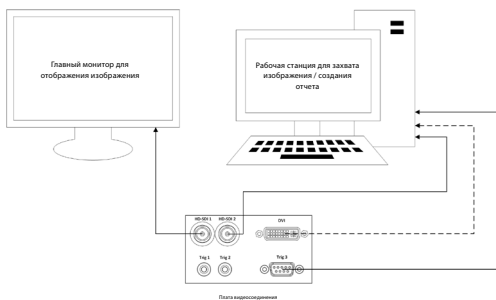 Главный монитор для
отображения изображения
Рабочая станция для захвата
изображения / создания
отчета
HD-SDI 1 HD-SDI 2 DVI
Trig 1 Trig 2 Trig 3
Плата видеосоединения